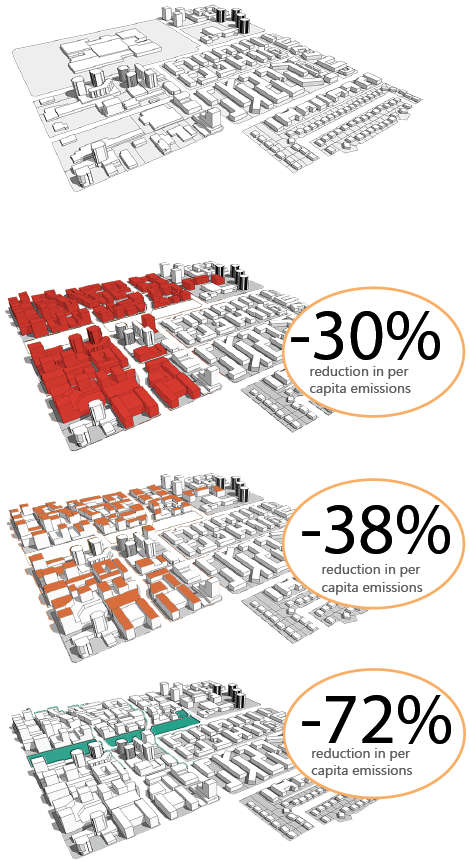 -30%
reduction in per
capita emissions
-38%
reduction in per
capita emissions
-72%
reduction in per
capita emissions